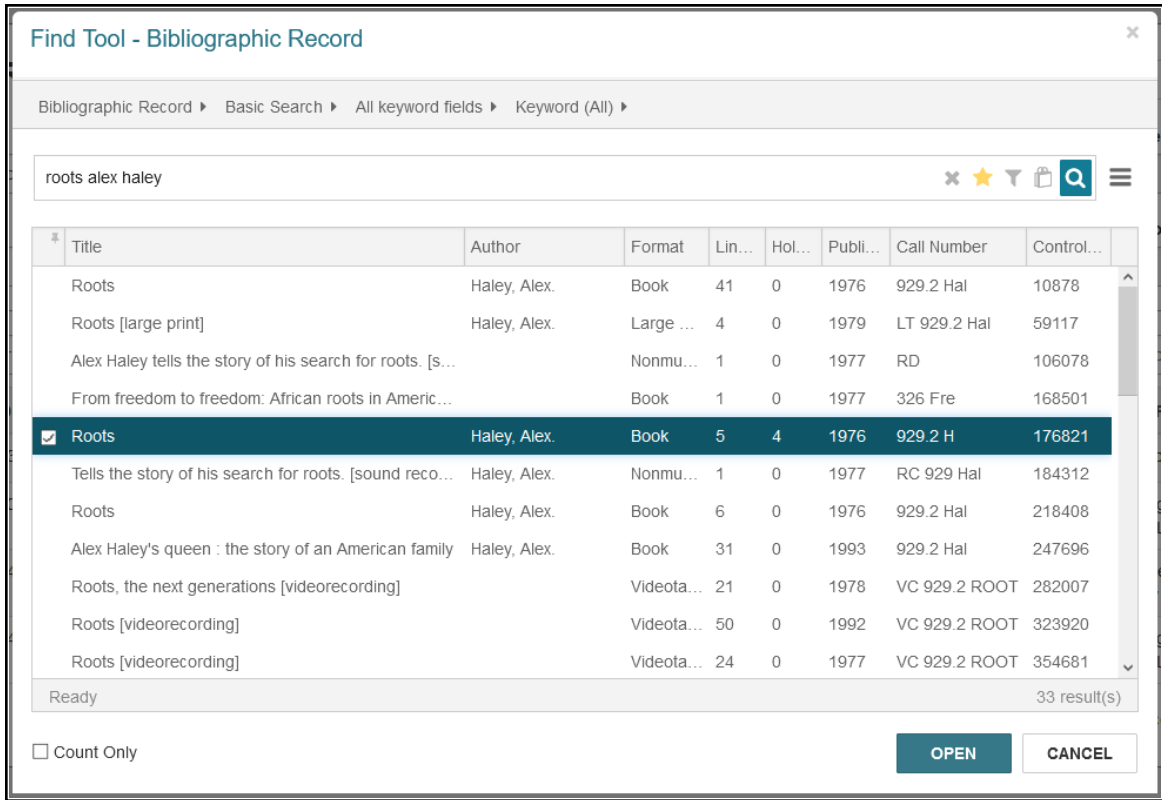 Find Tool - Bibliographic Record
Bibliographic Record Basic Search All keyword fields Keyword (All)
roots alex haley
Title Author Format Lin... Hol... Publi... Call Number Control...
Roots Haley, Alex. Book 41 0 1976 929.2 Hal 10878
Roots [large print] Haley, Alex. Large ... 4 0 1979 LT 929.2 Hal 59117
Alex Haley tells the story of his search for roots. [s... Nonmu... 1 0 1977 RD 106078
From freedom to freedom: African roots in Americ... Book 1 0 1977 326 Fre 168501
Roots Haley, Alex. Book 5 4 1976 929.2 H 176821
Tells the story of his search for roots. [sound reco... Haley, Alex. Nonmu... 1 0 1977 RC 929 Hal 184312
Roots Haley, Alex. Book 6 0 1976 929.2 Hal 218408
Alex Haley's queen : the story of an American family Haley, Alex. Book 31 0 1993 929.2 Hal 247696
Roots, the next generations [videorecording] Videota... 21 0 1978 VC 929.2 ROOT 282007
Roots [videorecording] Videota... 50 0 1992 VC 929.2 ROOT 323920
Roots [videorecording] Videota... 24 0 1977 VC 929.2 ROOT 354681
Ready 33 result(s)
Count Only OPEN CANCEL